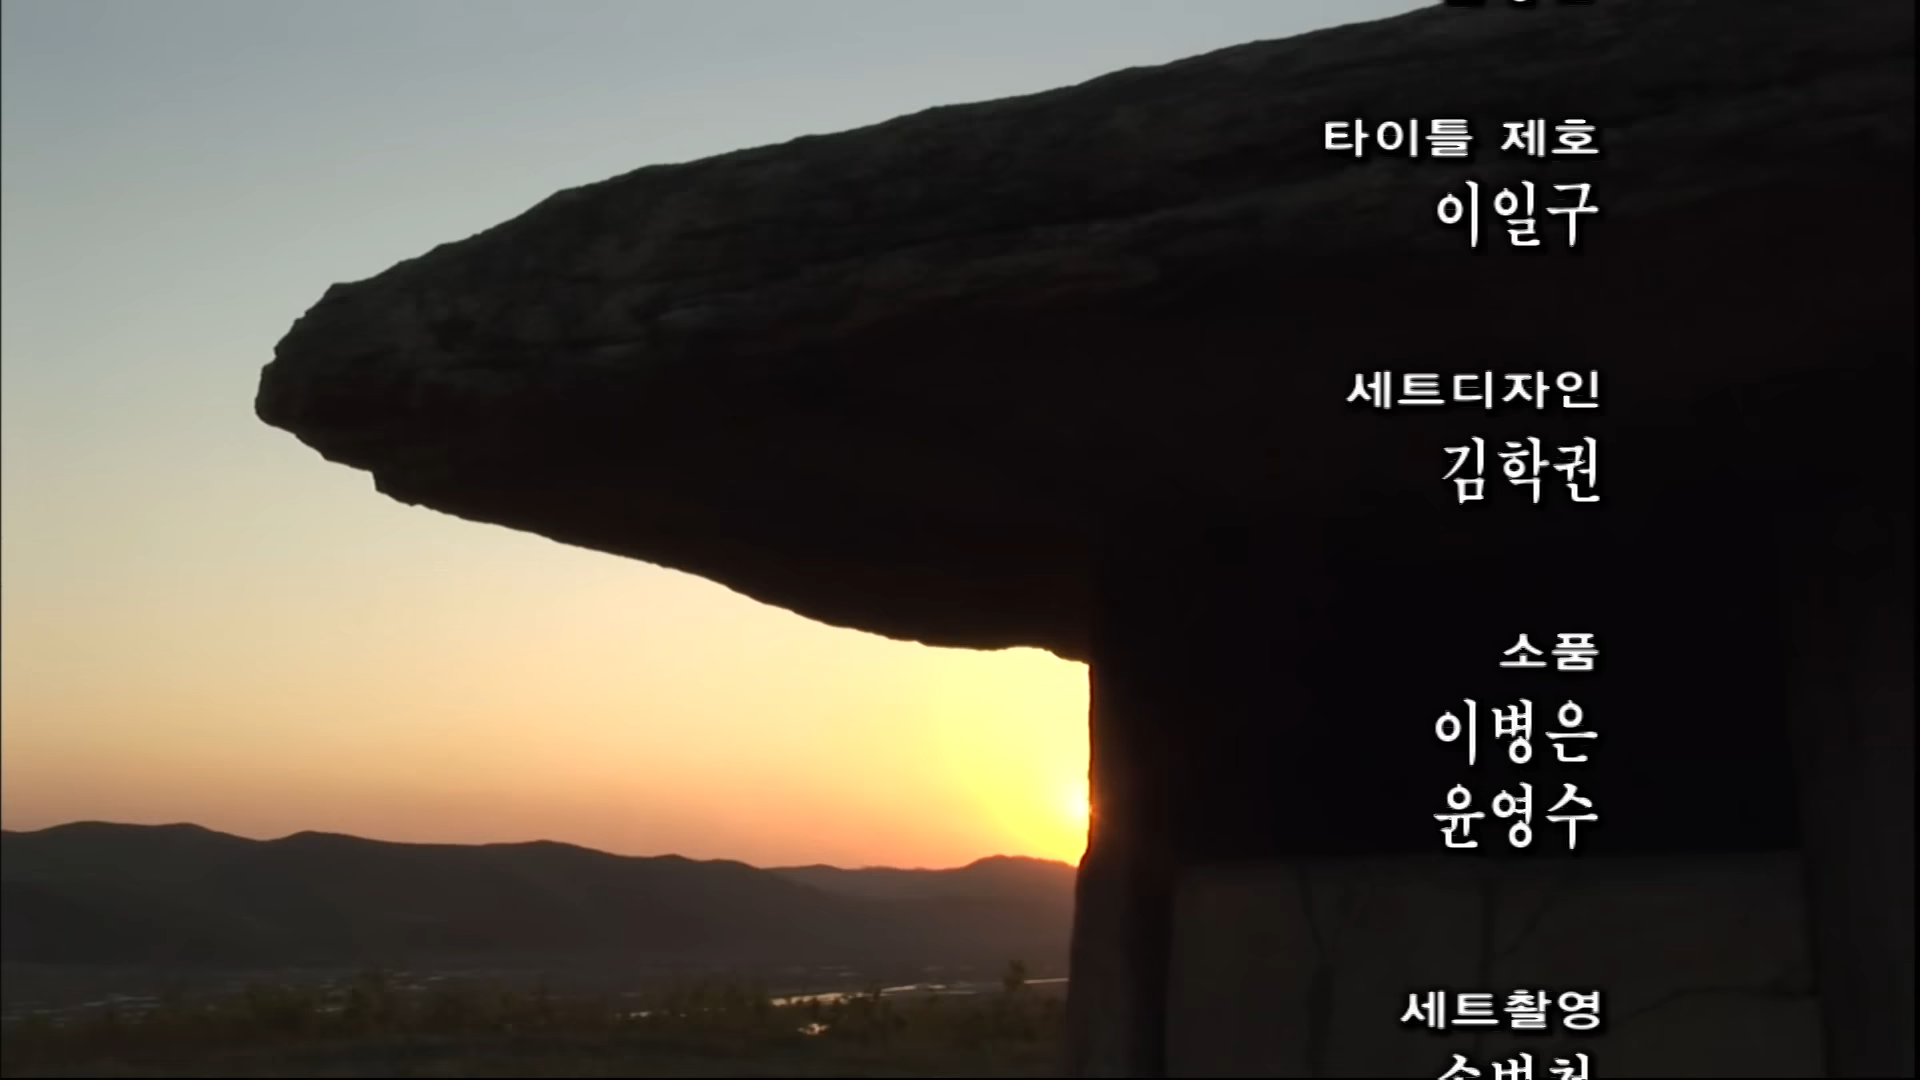 타이틀 제호
이일구
세트디자인
김학권
소품
이병은
윤영수
세트촬영